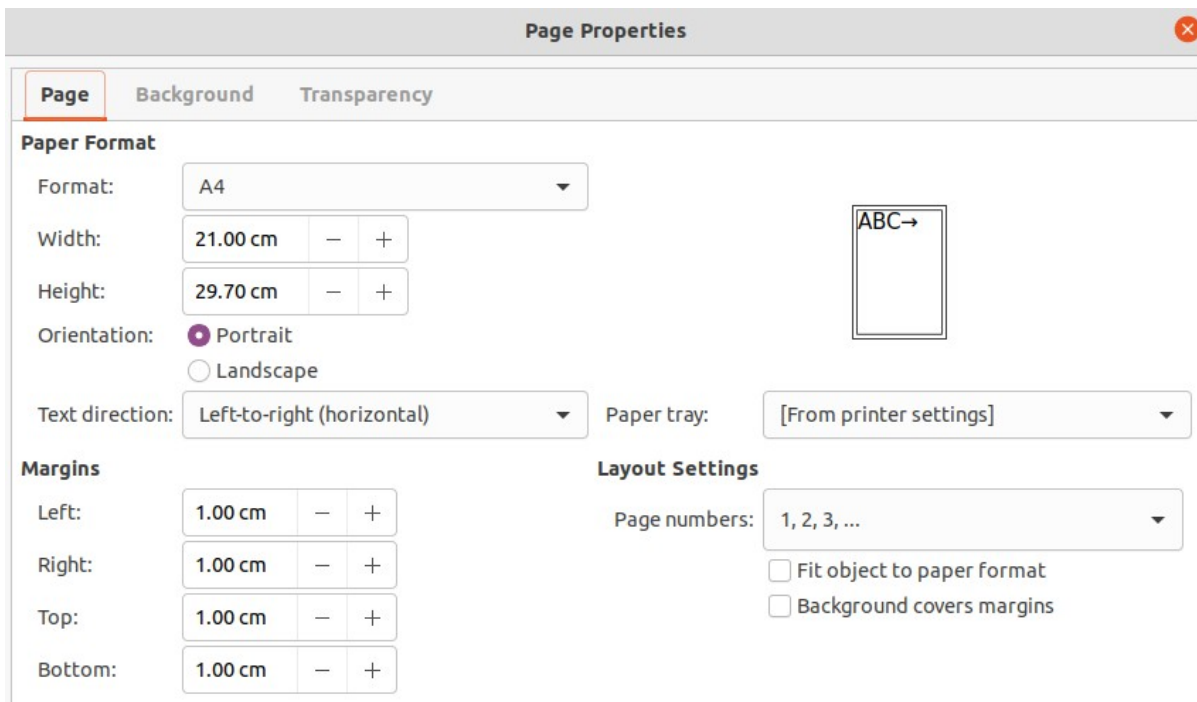 Page Properties
Page Background Transparency
Paper Format
Format: A4
Width: 21.00 cm
Height: 29.70 cm
Orientation: Portrait
Landscape
ABC→
Text direction: Left-to-right (horizontal) Paper tray: [From printer settings]
Margins Layout Settings
Left: 1.00 cm Page numbers: 1, 2, 3, ...
Right: 1.00 cm Fit object to paper format
Top: 1.00 cm Background covers margins
Bottom: 1.00 cm